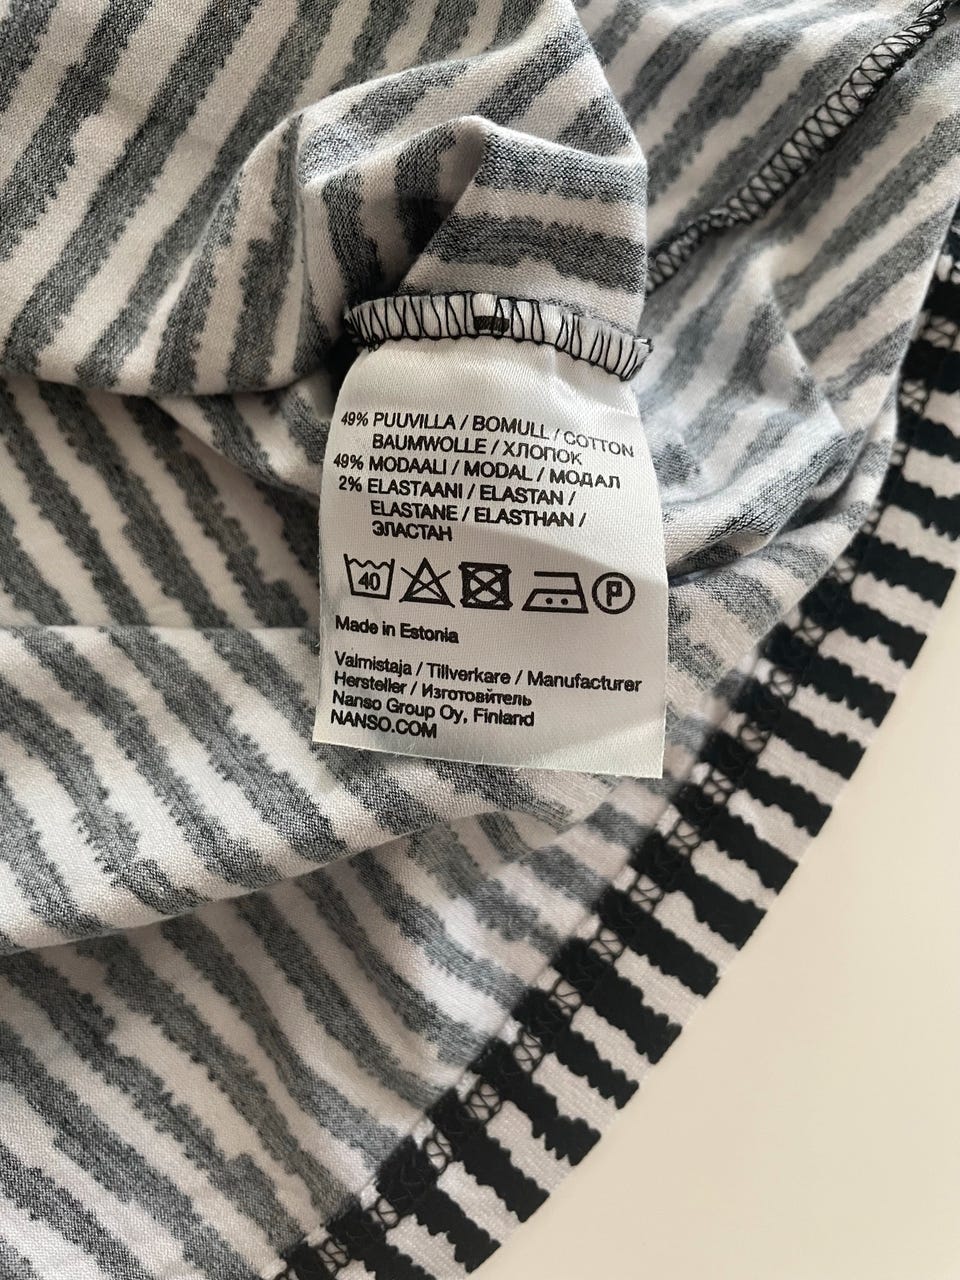 49% PUUVILLA / BOMULL / COTTON
BAUMWOLLE / ХЛОПОК
49% MODAALI / MODAL / МОДАЛ
2% ELASTAANI / ELASTAN /
ELASTANE / ELASTHAN /
ЭЛАСТАН
40 P
Made in Estonia
Valmistaja / Tillverkare / Manufacturer
Hersteller / Изготовитель
Nanso Group Oy, Finland
NANSO.COM